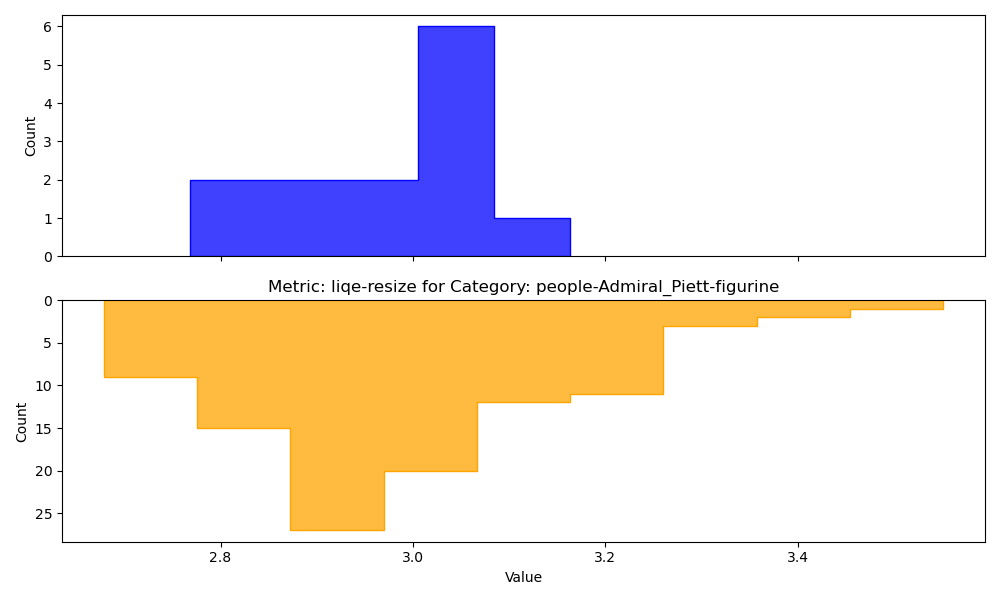 6
5
4
3
2
1
0
Count
Metric: liqe-resize for Category: people-Admiral_Piett-figurine
0
5
10
15
20
25
Count
2.8 3.0 3.2 3.4
Value